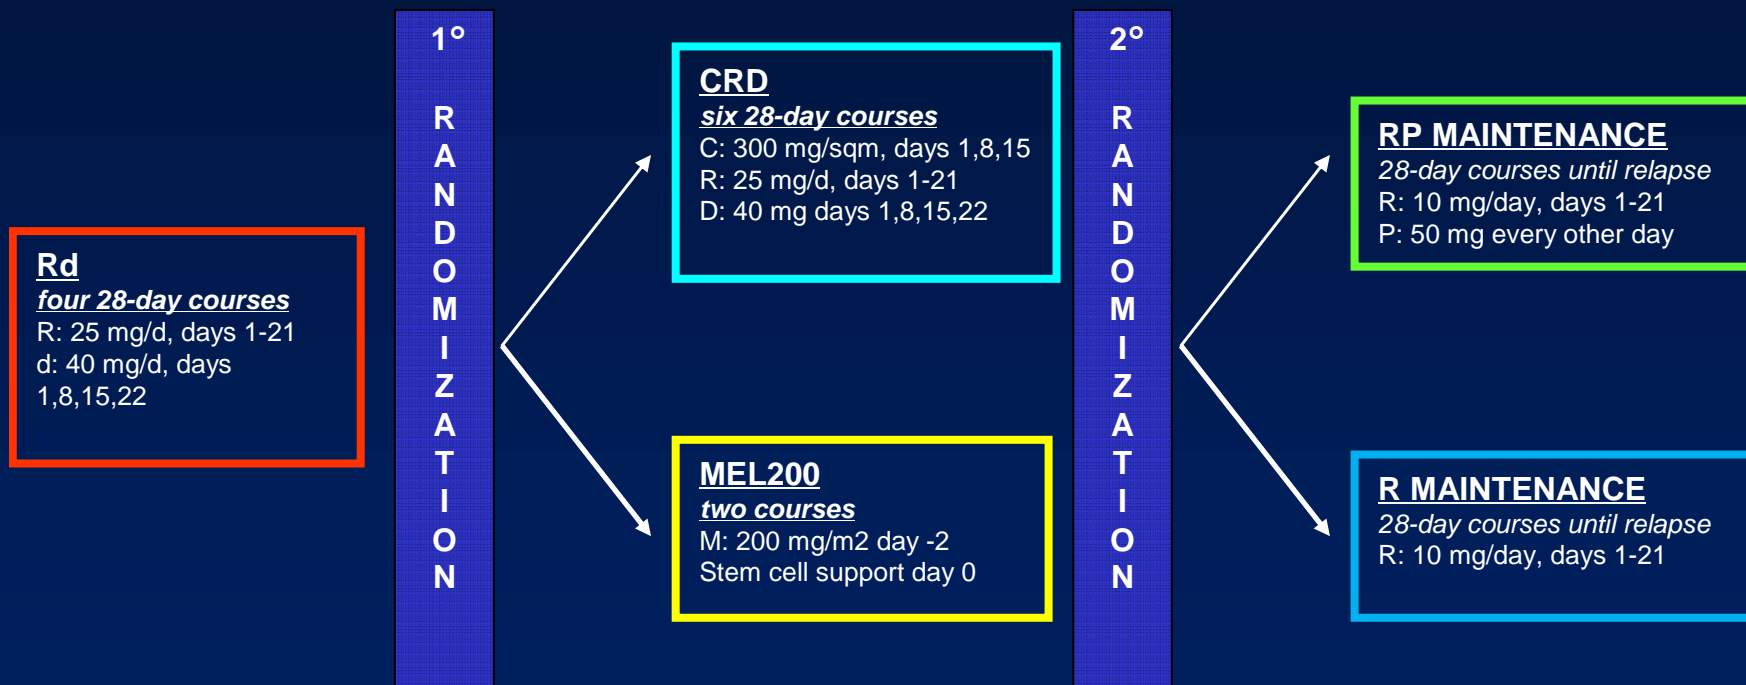 Rd
four 28-day courses
R: 25 mg/d, days 1-21
d: 40 mg/d, days
1,8,15,22
1°
R
A
N
D
O
M
I
Z
A
T
I
O
N
CRD
six 28-day courses
C: 300 mg/sqm, days 1,8,15
R: 25 mg/d, days 1-21
D: 40 mg days 1,8,15,22
MEL200
two courses
M: 200 mg/m2 day -2
Stem cell support day 0
2°
R
A
N
D
O
M
I
Z
A
T
I
O
N
RP MAINTENANCE
28-day courses until relapse
R: 10 mg/day, days 1-21
P: 50 mg every other day
R MAINTENANCE
28-day courses until relapse
R: 10 mg/day, days 1-21